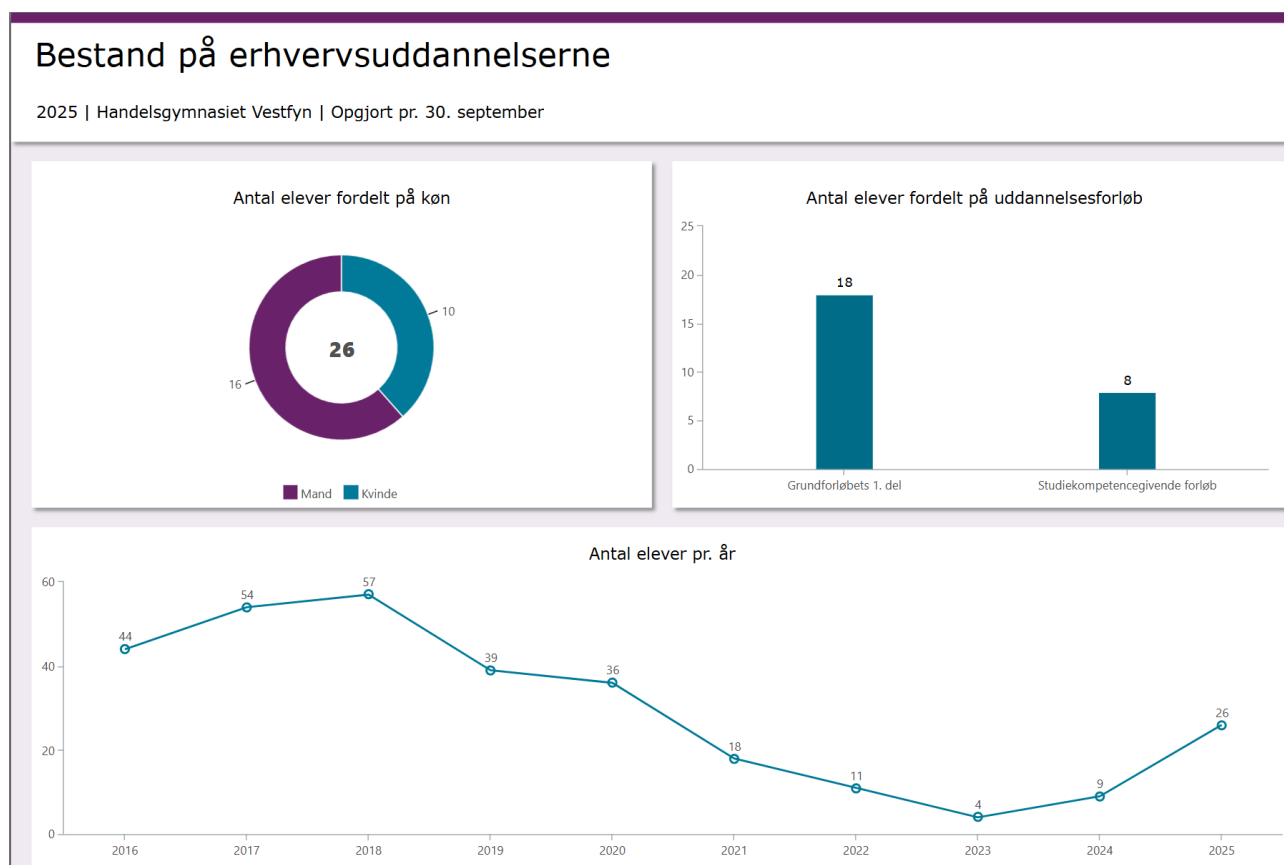 Bestand på erhvervsuddannelserne
2025 | Handelsgymnasiet Vestfyn | Opgjort pr. 30. september
Antal elever fordelt på køn
10
26
16
Mand Kvinde
Antal elever fordelt på uddannelsesforløb
25
20
15
10
5
0
18
8
Grundforløbets 1. del Studiekompetencegivende forløb
Antal elever pr. år
60
40
20
0
44 54 57 39 36 18 11 4 9 26
2016 2017 2018 2019 2020 2021 2022 2023 2024 2025